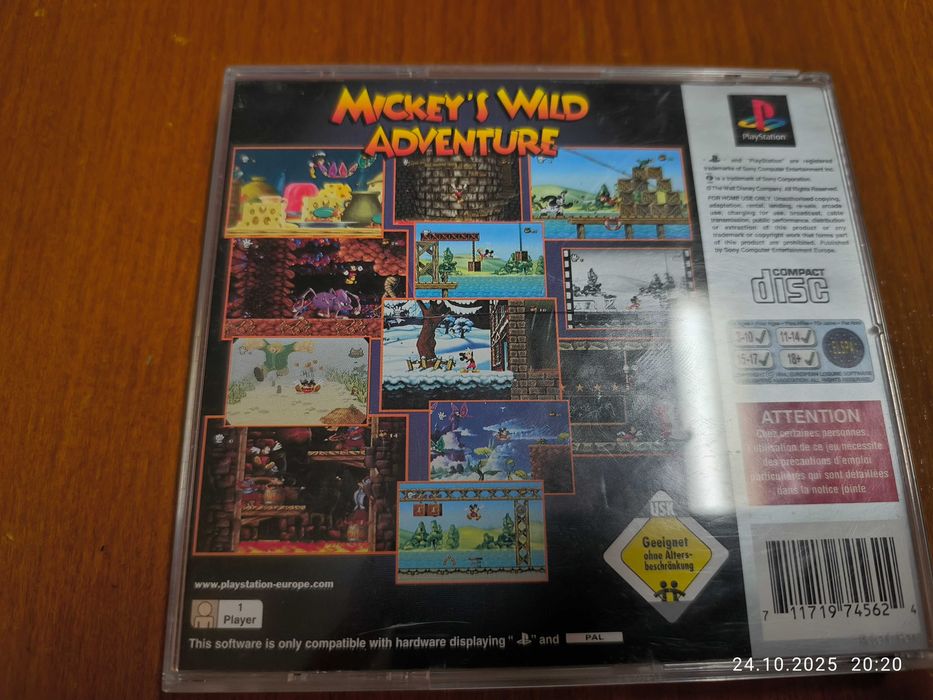 MICKEY'S WILD
ADVENTURE
PlayStation
- and "PlayStation" are registered
trademarks of Sony Computer Entertainment Inc.
is a trademark of Sony Corporation.
© The Walt Disney Company. All Rights Reserved.
FOR HOME USE ONLY. Unauthorised copying,
adaptation, rental, lending, re-sale, arcade
use, charging for use, broadcast, cable
transmission, public performance, distribution
or extraction of this product or any
trademark or copyright work that forms part
of this product are prohibited. Published
by Sony Computer Entertainment Europe.
COMPACT
disc
3-10 11-14
15-17 18+
ELSPA
ATTENTION
Chez certaines personnes,
l'utilisation de ce jeu nécessite
des précautions d'emploi
particulières qui sont détaillées
dans la notice jointe
USK
Geeignet
ohne Alters-
beschränkung
www.playstation-europe.com
1
Player
This software is only compatible with hardware displaying " " and PAL
7 11719 74562 4
24.10.2025 20:20